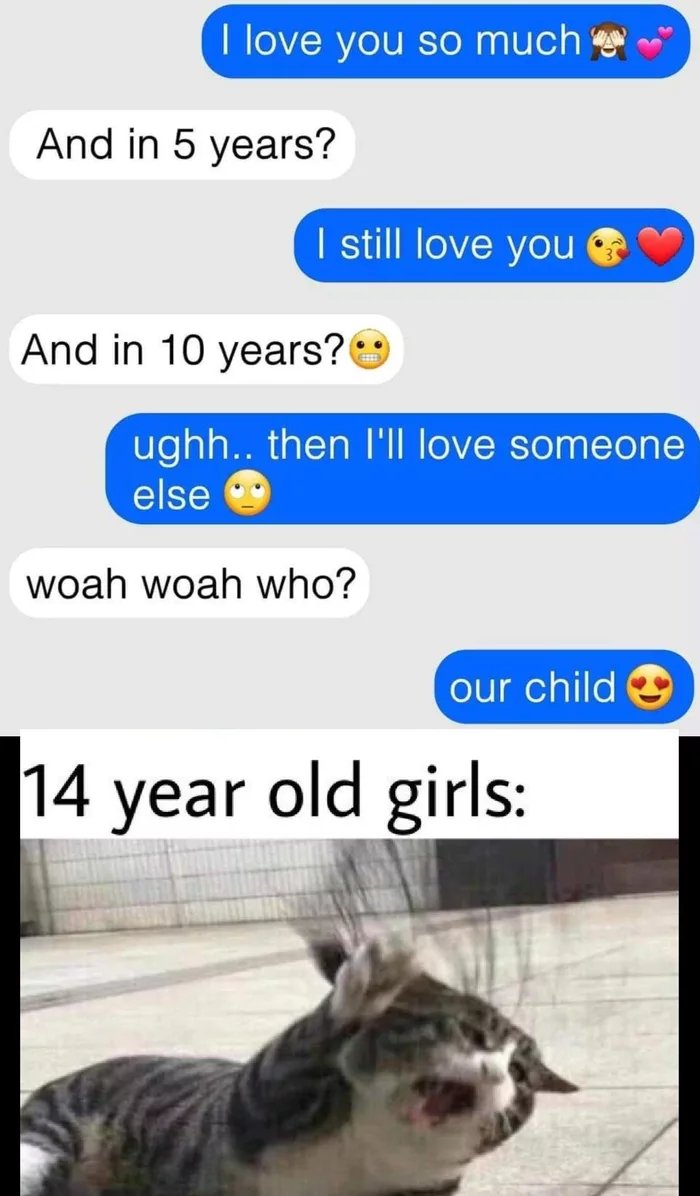 I love you so much🙈💕
And in 5 years?
I still love you 😘❤️
And in 10 years?😬
ughh.. then I'll love someone
else 🙄
woah woah who?
our child 😍
14 year old girls: